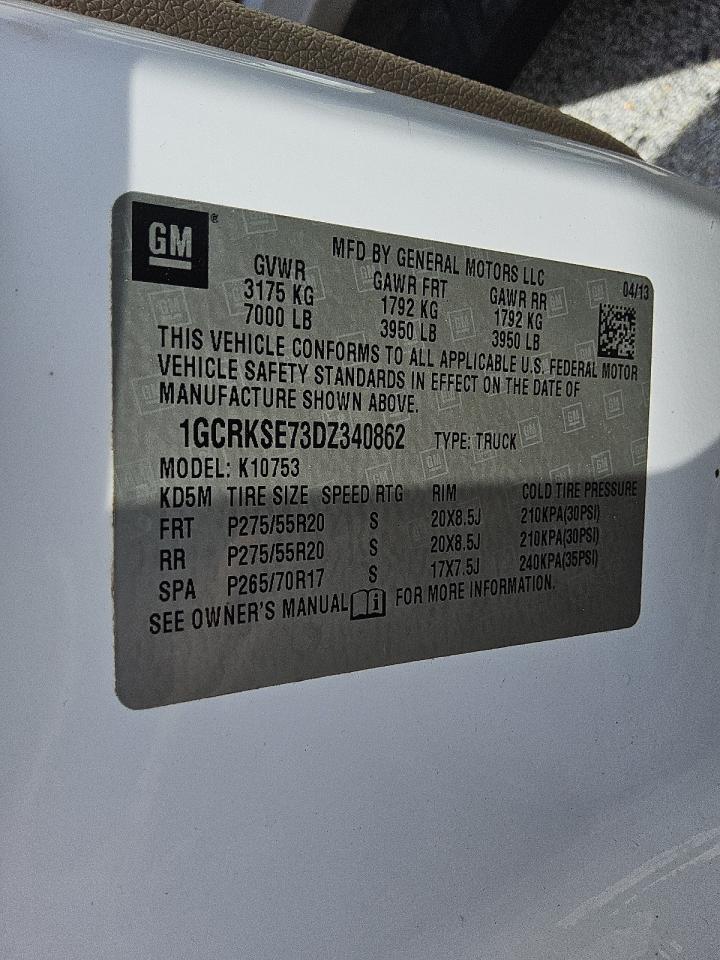 GM ®
MFD BY GENERAL MOTORS LLC
04/13
GVWR GAWR FRT GAWR RR
3175 KG 1792 KG 1792 KG
7000 LB 3950 LB 3950 LB
THIS VEHICLE CONFORMS TO ALL APPLICABLE U.S. FEDERAL MOTOR
VEHICLE SAFETY STANDARDS IN EFFECT ON THE DATE OF
MANUFACTURE SHOWN ABOVE.
1GCRKSE73DZ340862 TYPE: TRUCK
MODEL: K10753
KD5M TIRE SIZE SPEED RTG RIM COLD TIRE PRESSURE
FRT P275/55R20 S 20X8.5J 210KPA(30PSI)
RR P275/55R20 S 20X8.5J 210KPA(30PSI)
SPA P265/70R17 S 17X7.5J 240KPA(35PSI)
SEE OWNER'S MANUAL FOR MORE INFORMATION.